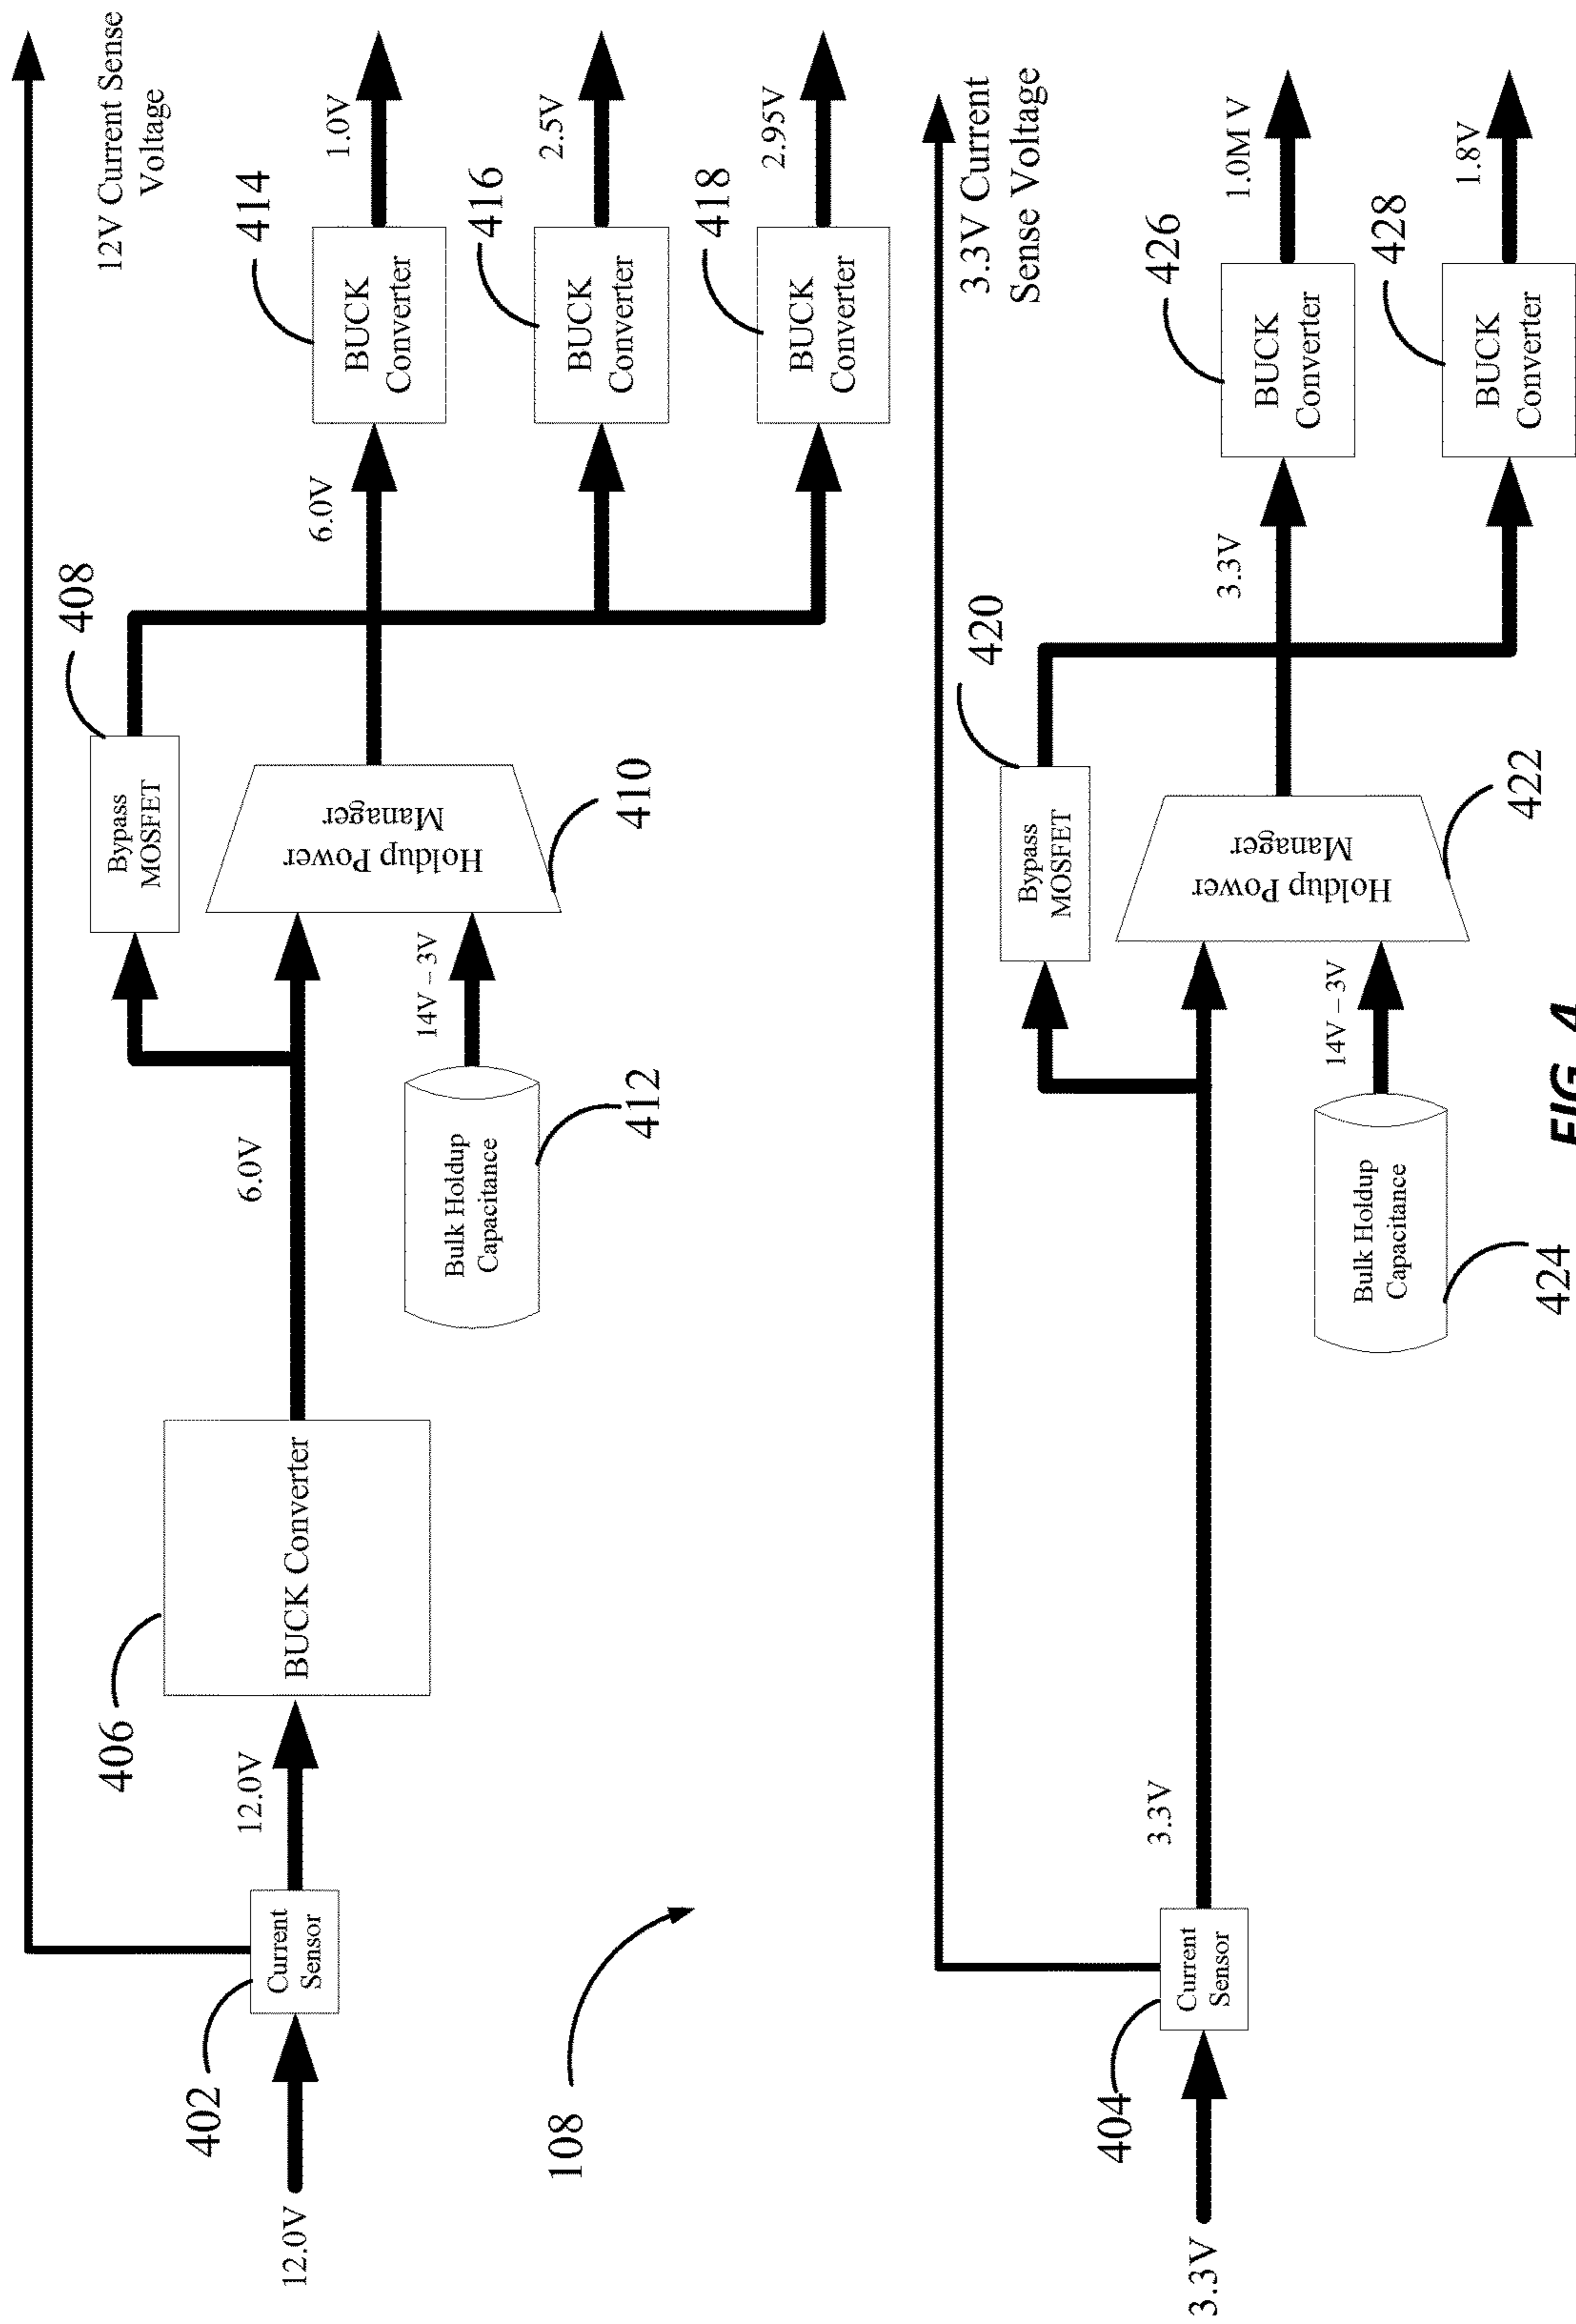 12V Current Sense
Voltage
12.0V
402
Current
Sensor
12.0V
406
BUCK Converter
6.0V
408
Bypass
MOSFET
Holdup Power
Manager
410
14V – 3V
Bulk Holdup
Capacitance
412
6.0V
414
BUCK
Converter
1.0V
416
BUCK
Converter
2.5V
418
BUCK
Converter
2.95V
108
3.3V Current
Sense Voltage
3.3V
404
Current
Sensor
3.3V
420
Bypass
MOSFET
Holdup Power
Manager
422
14V – 3V
Bulk Holdup
Capacitance
424
3.3V
426
BUCK
Converter
1.0M V
428
BUCK
Converter
1.8V
FIG. 4